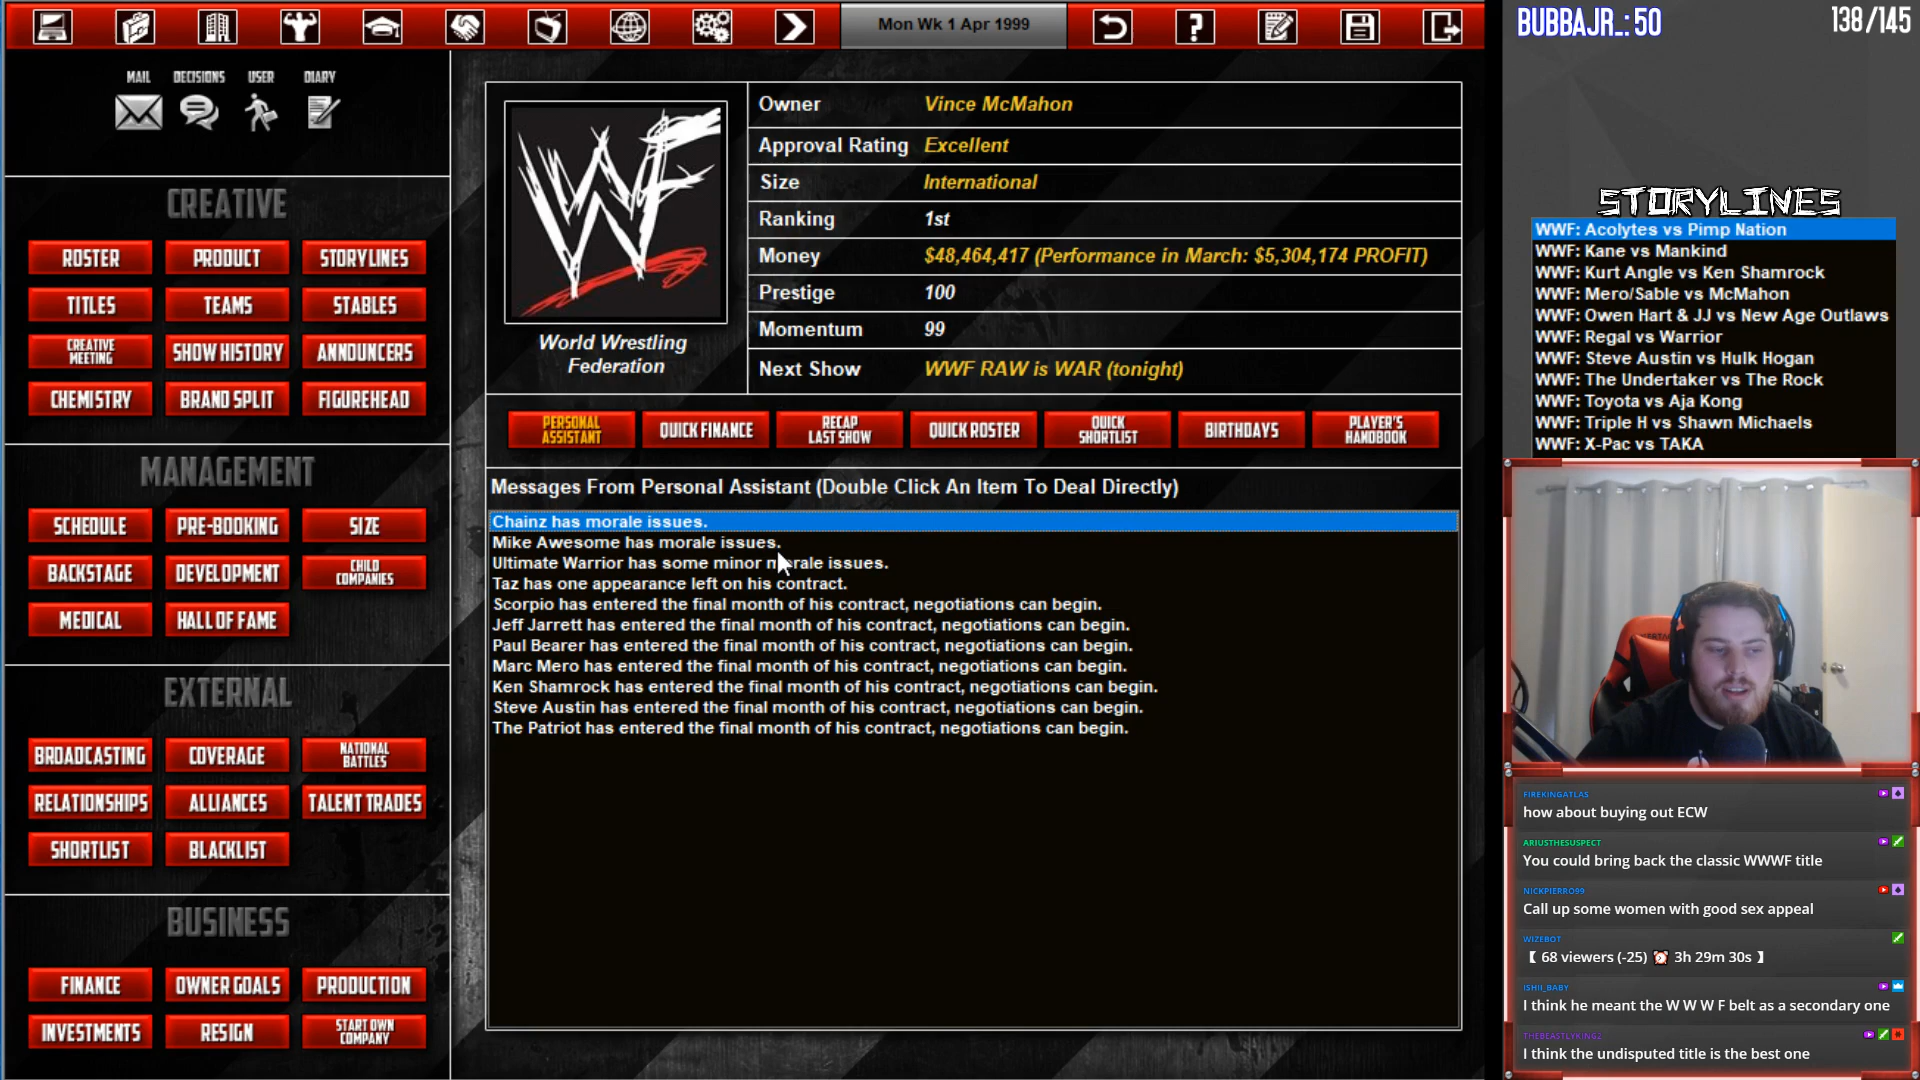 Mon Wk 1 Apr 1999
BUBBAJR_: 50
138/145
MAIL
DECISIONS
USER
DIARY
CREATIVE
ROSTER
PRODUCT
STORYLINES
TITLES
TEAMS
STABLES
CREATIVE MEETING
SHOW HISTORY
ANNOUNCERS
CHEMISTRY
BRAND SPLIT
FIGUREHEAD
MANAGEMENT
SCHEDULE
PRE-BOOKING
SIZE
BACKSTAGE
DEVELOPMENT
CHILD COMPANIES
MEDICAL
HALL OF FAME
EXTERNAL
BROADCASTING
COVERAGE
NATIONAL BATTLES
RELATIONSHIPS
ALLIANCES
TALENT TRADES
SHORTLIST
BLACKLIST
BUSINESS
FINANCE
OWNER GOALS
PRODUCTION
INVESTMENTS
RESIGN
START OWN COMPANY
World Wrestling
Federation
Owner Vince McMahon
Approval Rating Excellent
Size International
Ranking 1st
Money $48,464,417 (Performance in March: $5,304,174 PROFIT)
Prestige 100
Momentum 99
Next Show WWF RAW is WAR (tonight)
PERSONAL ASSISTANT
QUICK FINANCE
RECAP LAST SHOW
QUICK ROSTER
QUICK SHORTLIST
BIRTHDAYS
PLAYER'S HANDBOOK
Messages From Personal Assistant (Double Click An Item To Deal Directly)
Chainz has morale issues.
Mike Awesome has morale issues.
Ultimate Warrior has some minor morale issues.
Taz has one appearance left on his contract.
Scorpio has entered the final month of his contract, negotiations can begin.
Jeff Jarrett has entered the final month of his contract, negotiations can begin.
Paul Bearer has entered the final month of his contract, negotiations can begin.
Marc Mero has entered the final month of his contract, negotiations can begin.
Ken Shamrock has entered the final month of his contract, negotiations can begin.
Steve Austin has entered the final month of his contract, negotiations can begin.
The Patriot has entered the final month of his contract, negotiations can begin.
STORYLINES
WWF: Acolytes vs Pimp Nation
WWF: Kane vs Mankind
WWF: Kurt Angle vs Ken Shamrock
WWF: Mero/Sable vs McMahon
WWF: Owen Hart & JJ vs New Age Outlaws
WWF: Regal vs Warrior
WWF: Steve Austin vs Hulk Hogan
WWF: The Undertaker vs The Rock
WWF: Toyota vs Aja Kong
WWF: Triple H vs Shawn Michaels
WWF: X-Pac vs TAKA
FIREKINGATLAS
how about buying out ECW
ARIUSTHESUSPECT
You could bring back the classic WWWF title
NICKPIERRO99
Call up some women with good sex appeal
WIZEBOT
【 68 viewers (-25) ⏰ 3h 29m 30s 】
ISHII_BABY
I think he meant the W W W F belt as a secondary one
THEBEASTLYKING2
I think the undisputed title is the best one